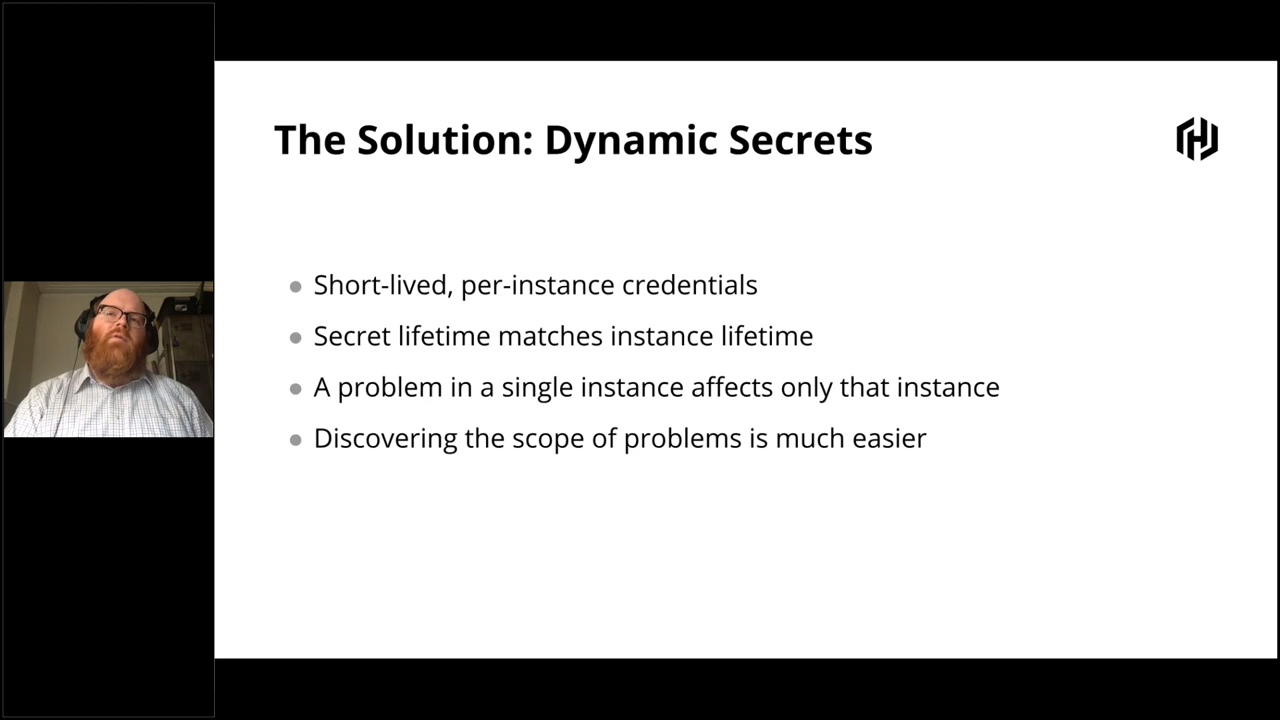 The Solution: Dynamic Secrets
Short-lived, per-instance credentials
Secret lifetime matches instance lifetime
A problem in a single instance affects only that instance
Discovering the scope of problems is much easier